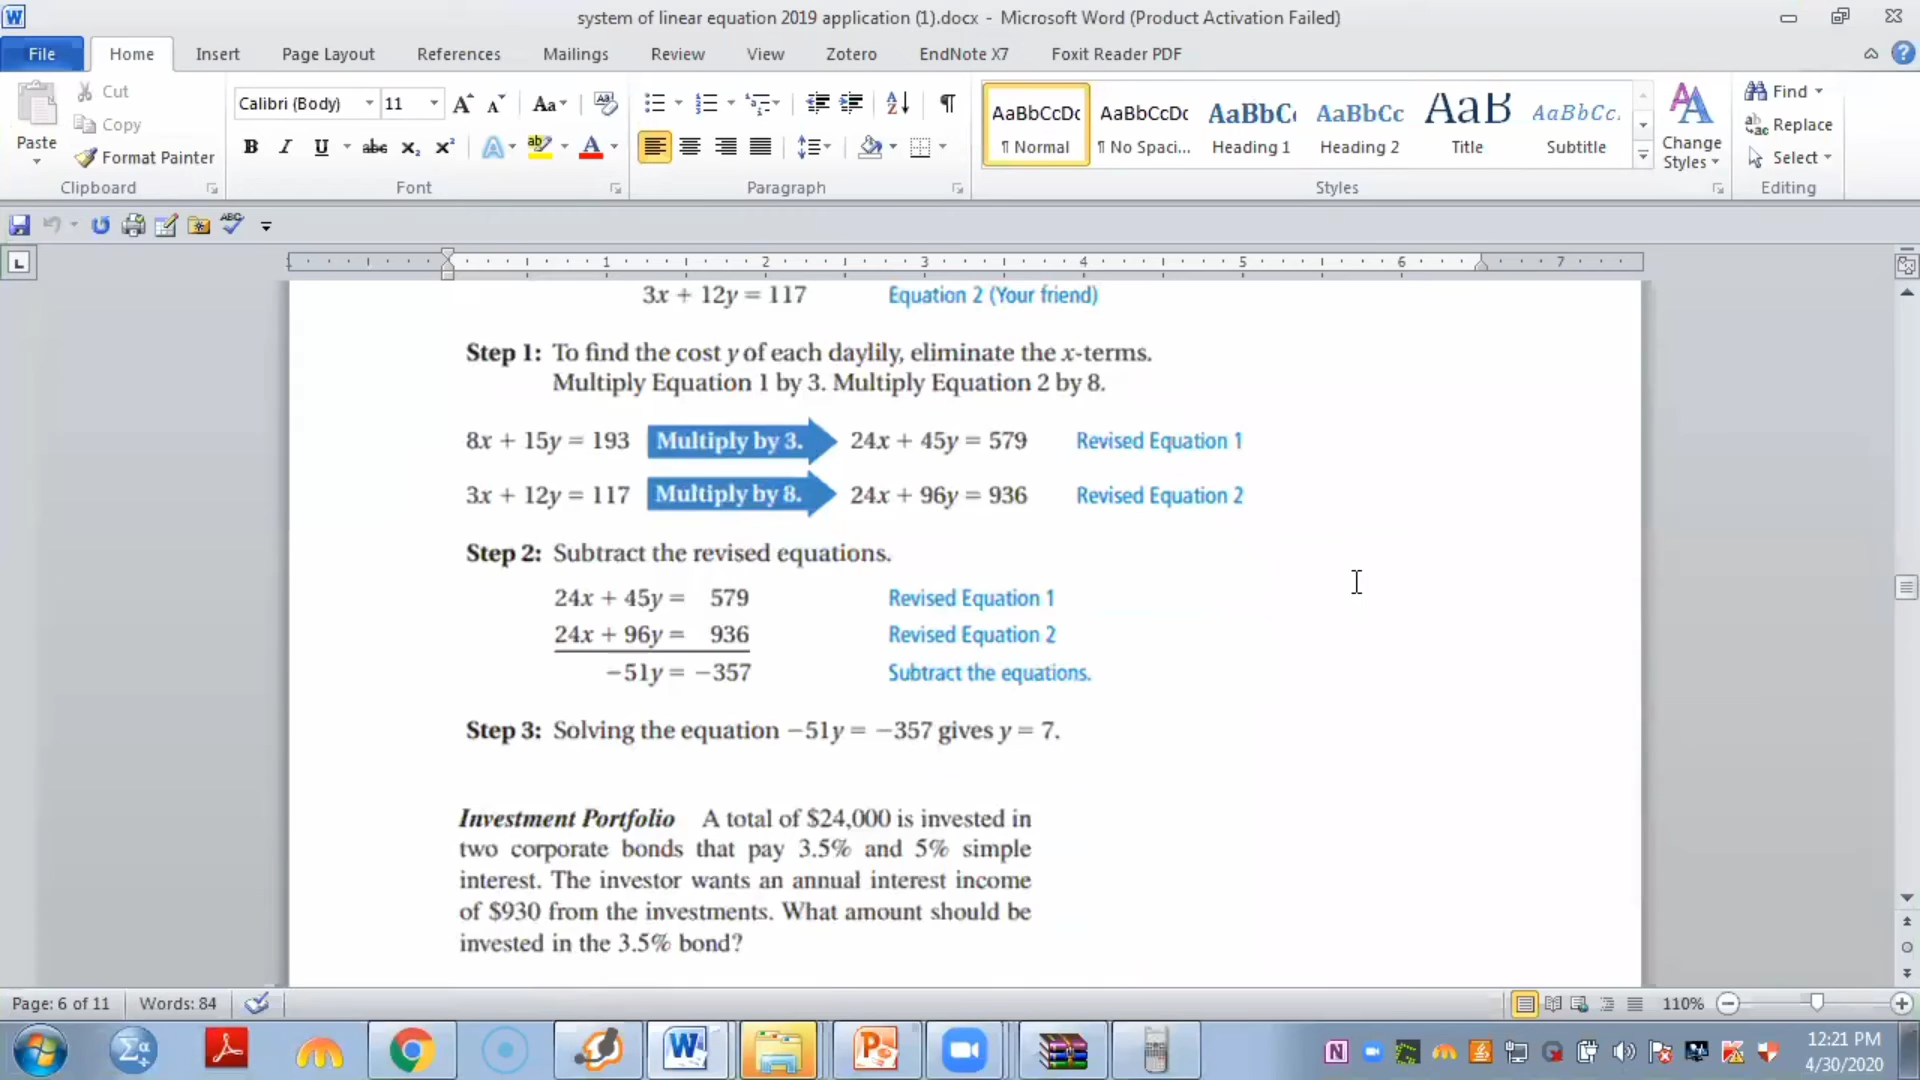 system of linear equation 2019 application (1).docx - Microsoft Word (Product Activation Failed)
File Home Insert Page Layout References Mailings Review View Zotero EndNote X7 Foxit Reader PDF
Paste
Cut
Copy
Format Painter
Clipboard
Calibri (Body) 11
Font
Paragraph
AaBbCcDc AaBbCcDc AaBbC AaBbCc AaB AaBbCc.
¶ Normal ¶ No Spaci... Heading 1 Heading 2 Title Subtitle
Change
Styles
Styles
Find
Replace
Select
Editing
1 2 3 4 5 6 7
3x + 12y = 117 Equation 2 (Your friend)
Step 1: To find the cost y of each daylily, eliminate the x-terms.
Multiply Equation 1 by 3. Multiply Equation 2 by 8.
8x + 15y = 193 Multiply by 3. 24x + 45y = 579 Revised Equation 1
3x + 12y = 117 Multiply by 8. 24x + 96y = 936 Revised Equation 2
Step 2: Subtract the revised equations.
24x + 45y = 579 Revised Equation 1
24x + 96y = 936 Revised Equation 2
−51y = −357 Subtract the equations.
Step 3: Solving the equation −51y = −357 gives y = 7.
Investment Portfolio A total of $24,000 is invested in
two corporate bonds that pay 3.5% and 5% simple
interest. The investor wants an annual interest income
of $930 from the investments. What amount should be
invested in the 3.5% bond?
Page: 6 of 11 Words: 84 110%
12:21 PM
4/30/2020